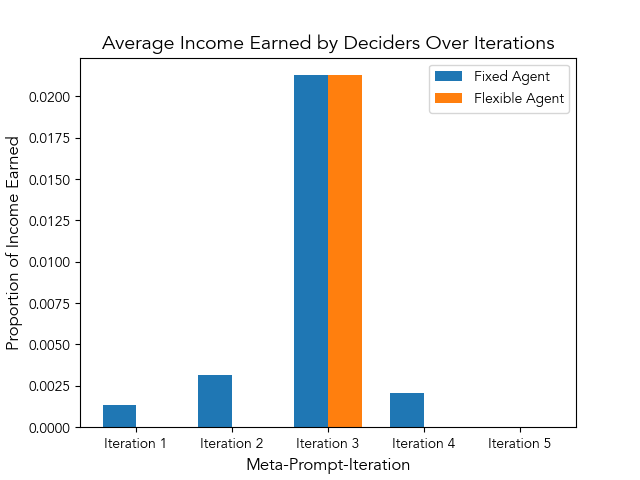 Average Income Earned by Deciders Over Iterations
Fixed Agent
Flexible Agent
Proportion of Income Earned
0.0200
0.0175
0.0150
0.0125
0.0100
0.0075
0.0050
0.0025
0.0000
Iteration 1
Iteration 2
Iteration 3
Iteration 4
Iteration 5
Meta-Prompt-Iteration